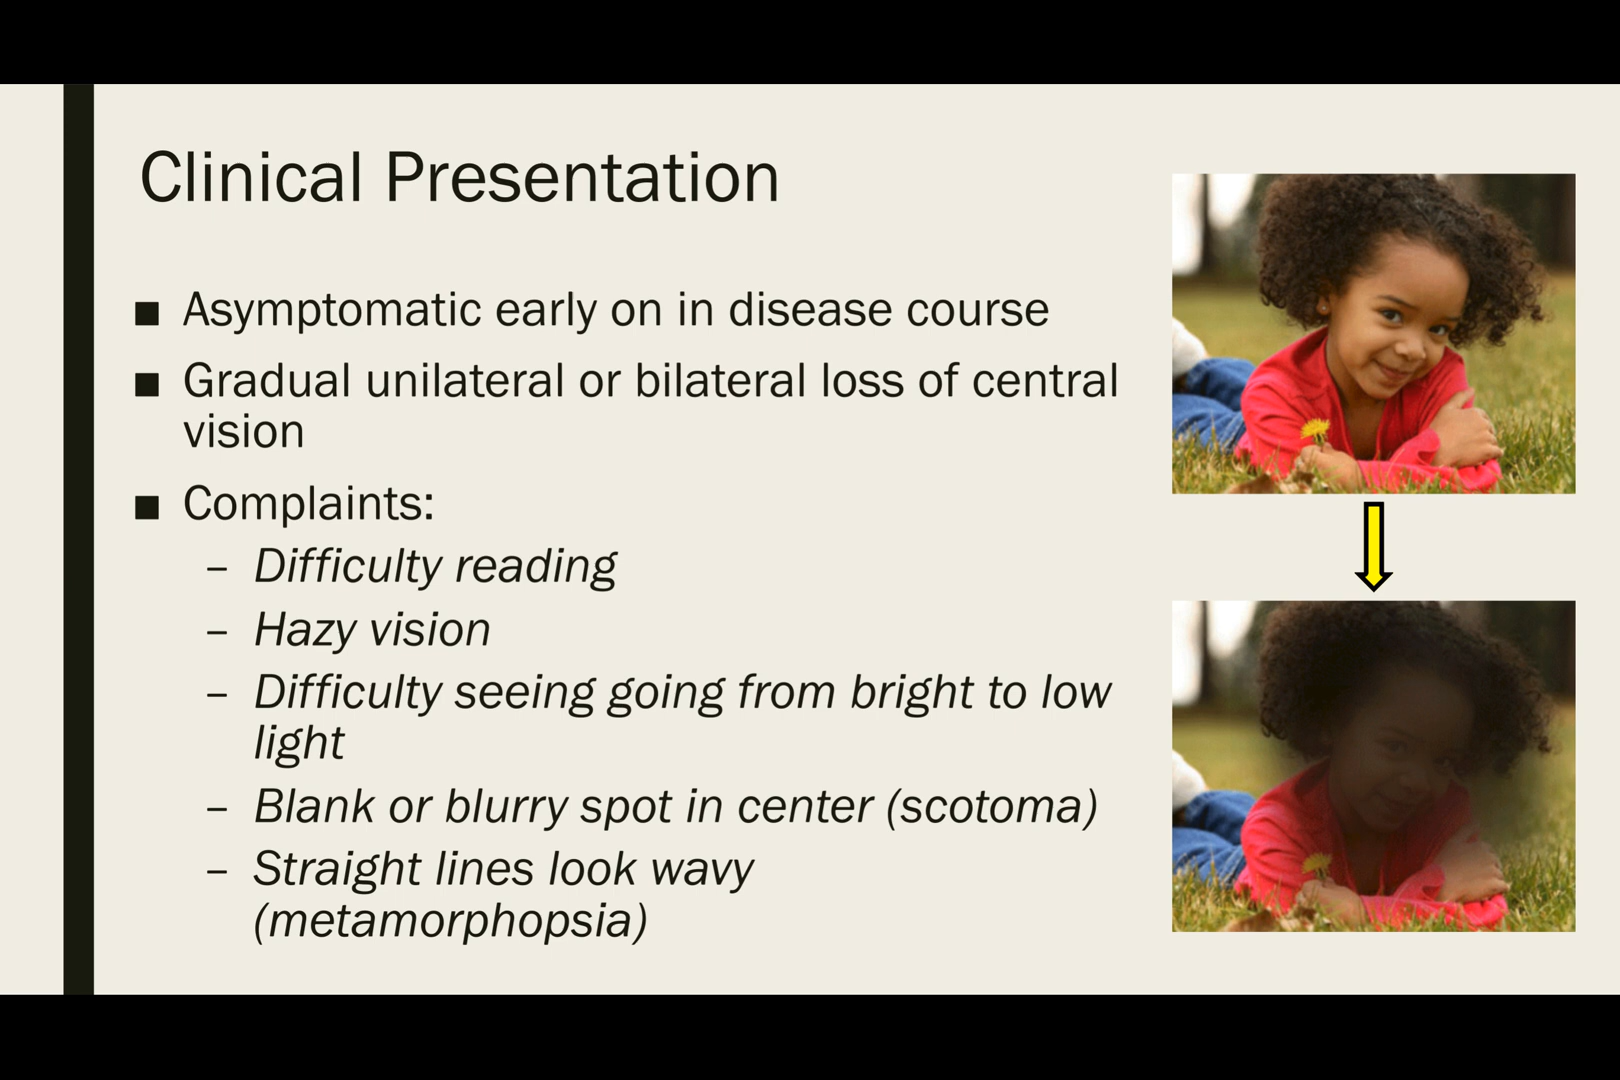 Clinical Presentation
■ Asymptomatic early on in disease course
■ Gradual unilateral or bilateral loss of central
vision
■ Complaints:
– Difficulty reading
– Hazy vision
– Difficulty seeing going from bright to low
light
– Blank or blurry spot in center (scotoma)
– Straight lines look wavy
(metamorphopsia)